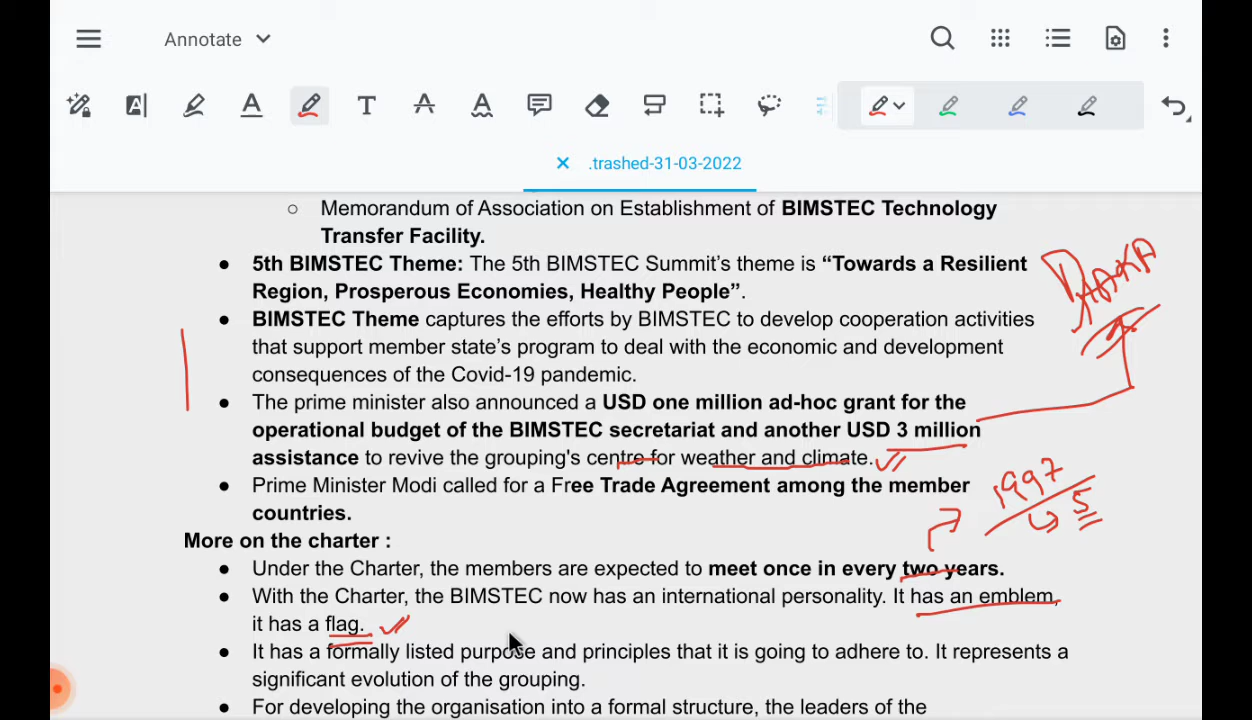 Annotate
.trashed-31-03-2022
Memorandum of Association on Establishment of BIMSTEC Technology
Transfer Facility.
5th BIMSTEC Theme: The 5th BIMSTEC Summit's theme is “Towards a Resilient
Region, Prosperous Economies, Healthy People”.
DHAKA
BIMSTEC Theme captures the efforts by BIMSTEC to develop cooperation activities
that support member state's program to deal with the economic and development
consequences of the Covid-19 pandemic.
The prime minister also announced a USD one million ad-hoc grant for the
operational budget of the BIMSTEC secretariat and another USD 3 million
assistance to revive the grouping's centre for weather and climate.
Prime Minister Modi called for a Free Trade Agreement among the member
countries.
1997
5
More on the charter :
Under the Charter, the members are expected to meet once in every two years.
With the Charter, the BIMSTEC now has an international personality. It has an emblem,
it has a flag.
It has a formally listed purpose and principles that it is going to adhere to. It represents a
significant evolution of the grouping.
For developing the organisation into a formal structure, the leaders of the